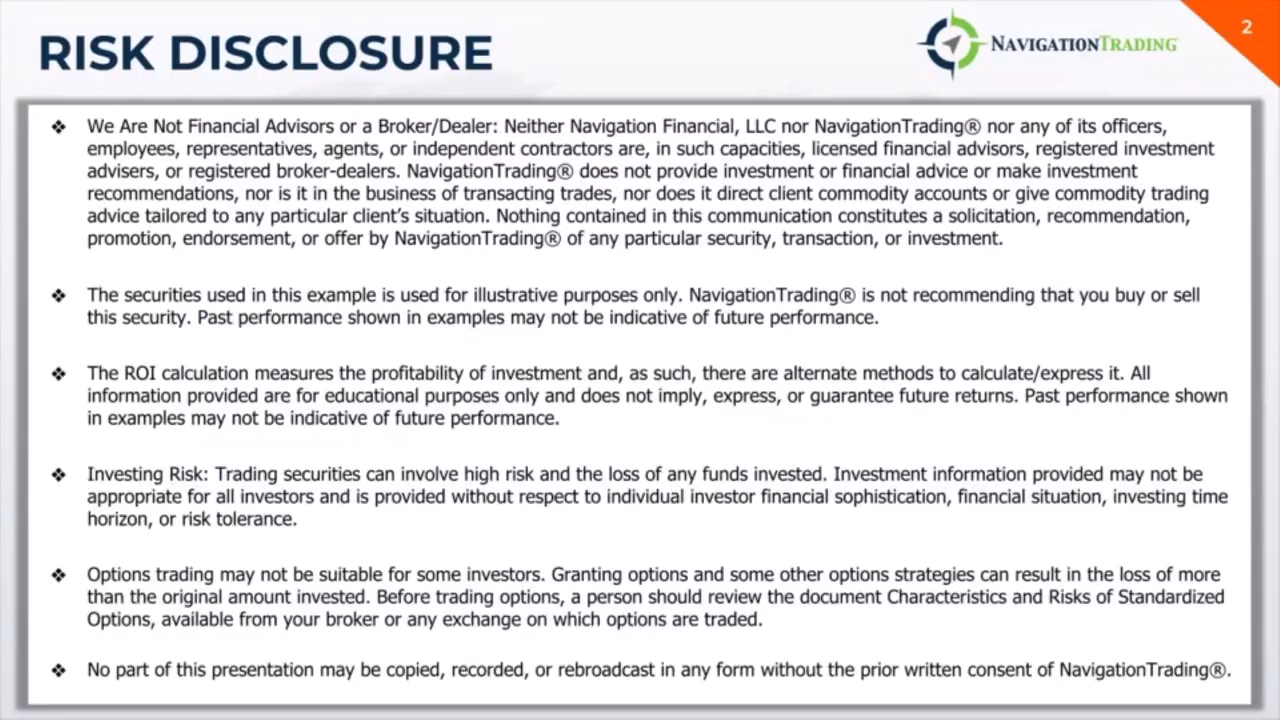 RISK DISCLOSURE
NAVIGATIONTRADING
2
❖ We Are Not Financial Advisors or a Broker/Dealer: Neither Navigation Financial, LLC nor NavigationTrading® nor any of its officers,
employees, representatives, agents, or independent contractors are, in such capacities, licensed financial advisors, registered investment
advisers, or registered broker-dealers. NavigationTrading® does not provide investment or financial advice or make investment
recommendations, nor is it in the business of transacting trades, nor does it direct client commodity accounts or give commodity trading
advice tailored to any particular client's situation. Nothing contained in this communication constitutes a solicitation, recommendation,
promotion, endorsement, or offer by NavigationTrading® of any particular security, transaction, or investment.
❖ The securities used in this example is used for illustrative purposes only. NavigationTrading® is not recommending that you buy or sell
this security. Past performance shown in examples may not be indicative of future performance.
❖ The ROI calculation measures the profitability of investment and, as such, there are alternate methods to calculate/express it. All
information provided are for educational purposes only and does not imply, express, or guarantee future returns. Past performance shown
in examples may not be indicative of future performance.
❖ Investing Risk: Trading securities can involve high risk and the loss of any funds invested. Investment information provided may not be
appropriate for all investors and is provided without respect to individual investor financial sophistication, financial situation, investing time
horizon, or risk tolerance.
❖ Options trading may not be suitable for some investors. Granting options and some other options strategies can result in the loss of more
than the original amount invested. Before trading options, a person should review the document Characteristics and Risks of Standardized
Options, available from your broker or any exchange on which options are traded.
❖ No part of this presentation may be copied, recorded, or rebroadcast in any form without the prior written consent of NavigationTrading®.